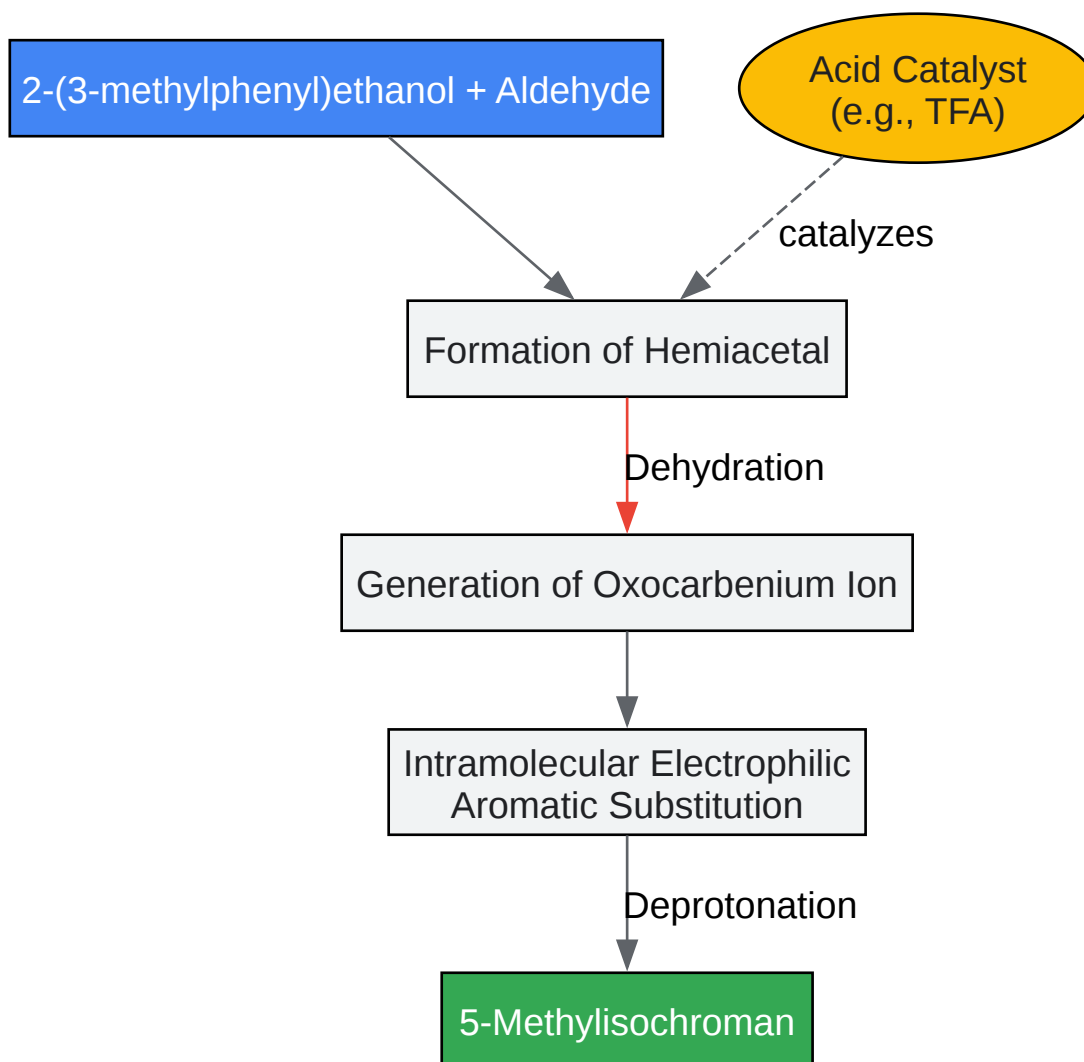 2-(3-methylphenyl)ethanol + Aldehyde
Acid Catalyst
(e.g., TFA)
catalyzes
Formation of Hemiacetal
Dehydration
Generation of Oxocarbenium Ion
Intramolecular Electrophilic
Aromatic Substitution
Deprotonation
5-Methylisochroman